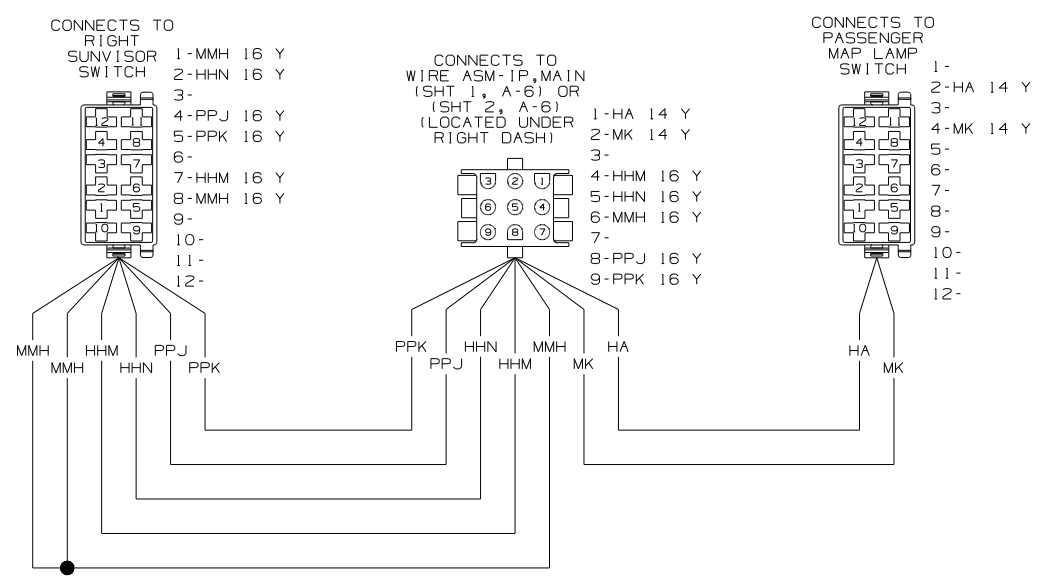 CONNECTS TO
RIGHT
SUNVISOR
SWITCH
1-MMH 16 Y
2-HHN 16 Y
3-
4-PPJ 16 Y
5-PPK 16 Y
6-
7-HHM 16 Y
8-MMH 16 Y
9-
10-
11-
12-
12 11
4 8
3 7
2 6
1 5
10 9
CONNECTS TO
WIRE ASM-IP,MAIN
(SHT 1, A-6) OR
(SHT 2, A-6)
(LOCATED UNDER
RIGHT DASH)
1-HA 14 Y
2-MK 14 Y
3-
4-HHM 16 Y
5-HHN 16 Y
6-MMH 16 Y
7-
8-PPJ 16 Y
9-PPK 16 Y
3 2 1
6 5 4
9 8 7
CONNECTS TO
PASSENGER
MAP LAMP
SWITCH
1-
2-HA 14 Y
3-
4-MK 14 Y
5-
6-
7-
8-
9-
10-
11-
12-
12 11
4 8
3 7
2 6
1 5
10 9
MMH
MMH
HHM
HHN
PPJ
PPK
PPK
PPJ
HHN
HHM
MMH
MK
HA
HA
MK